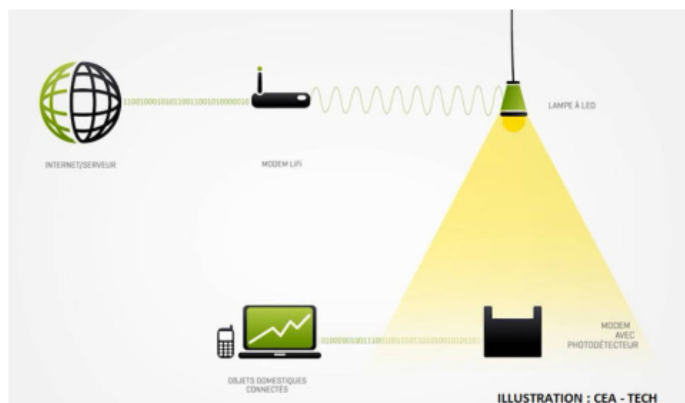 INTERNET/SERVEUR
MODEM LiFi
LAMPE À LED
OBJETS DOMESTIQUES
CONNECTÉS
MODEM
AVEC
PHOTODÉTECTEUR
ILLUSTRATION : CEA - TECH